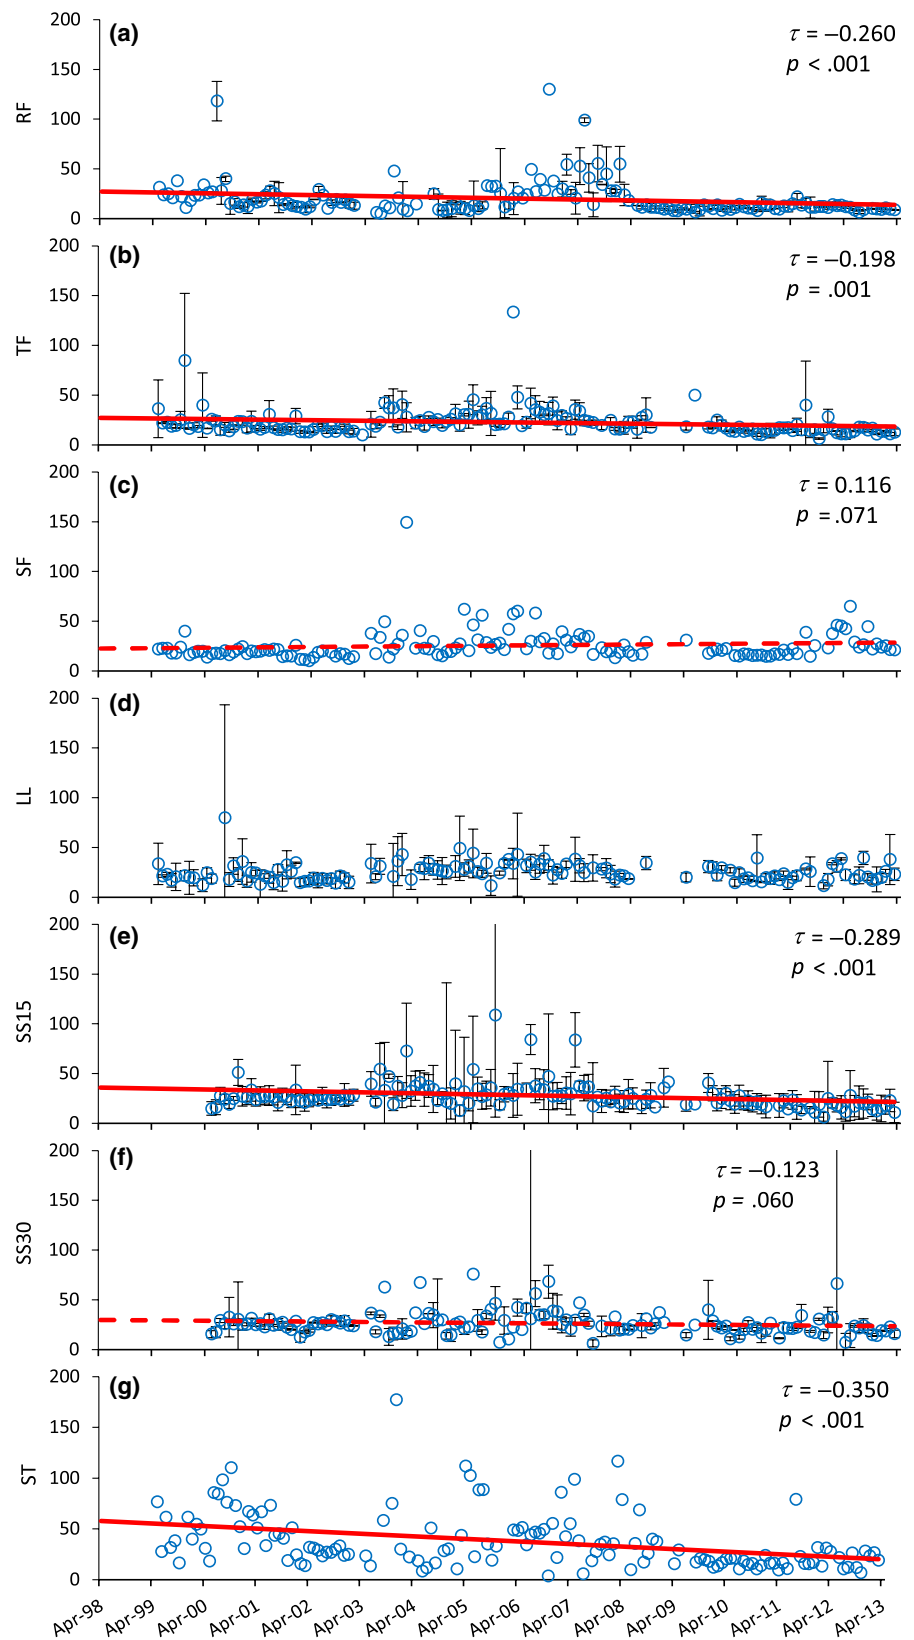 200
(a)
τ = −0.260
p < .001
150
RF
100
50
0
200
(b)
τ = −0.198
p = .001
150
TF
100
50
0
200
(c)
τ = 0.116
p = .071
150
SF
100
50
0
200
(d)
150
LL
100
50
0
200
(e)
τ = −0.289
p < .001
150
SS15
100
50
0
200
(f)
τ = −0.123
p = .060
150
SS30
100
50
0
200
(g)
τ = −0.350
p < .001
150
ST
100
50
0
Apr-98 Apr-99 Apr-00 Apr-01 Apr-02 Apr-03 Apr-04 Apr-05 Apr-06 Apr-07 Apr-08 Apr-09 Apr-10 Apr-11 Apr-12 Apr-13